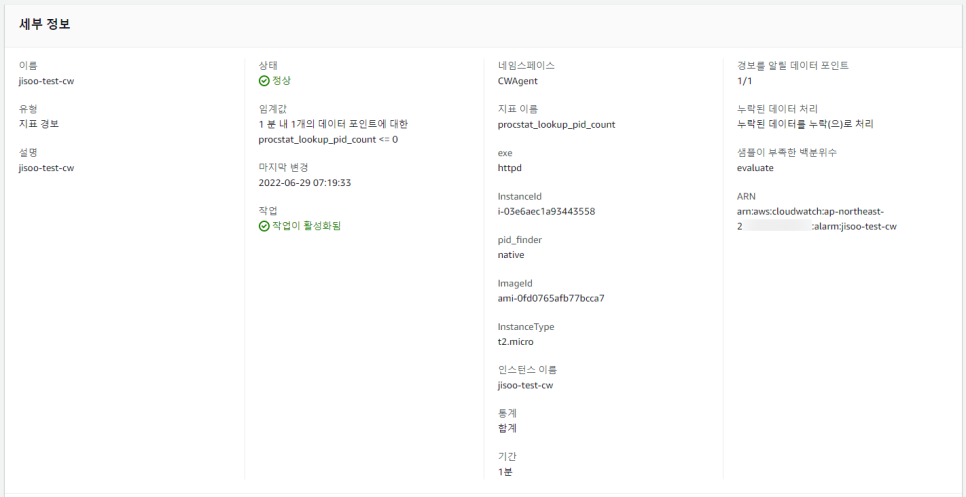 세부 정보
이름
jisoo-test-cw
유형
지표 경보
설명
jisoo-test-cw
상태
정상
임계값
1 분 내 1개의 데이터 포인트에 대한
procstat_lookup_pid_count <= 0
마지막 변경
2022-06-29 07:19:33
작업
작업이 활성화됨
네임스페이스
CWAgent
지표 이름
procstat_lookup_pid_count
exe
httpd
InstanceId
i-03e6aec1a93443558
pid_finder
native
ImageId
ami-0fd0765afb77bcca7
InstanceType
t2.micro
인스턴스 이름
jisoo-test-cw
통계
합계
기간
1분
경보를 알릴 데이터 포인트
1/1
누락된 데이터 처리
누락된 데이터를 누락(으)로 처리
샘플이 부족한 백분위수
evaluate
ARN
arn:aws:cloudwatch:ap-northeast-
2 :alarm:jisoo-test-cw